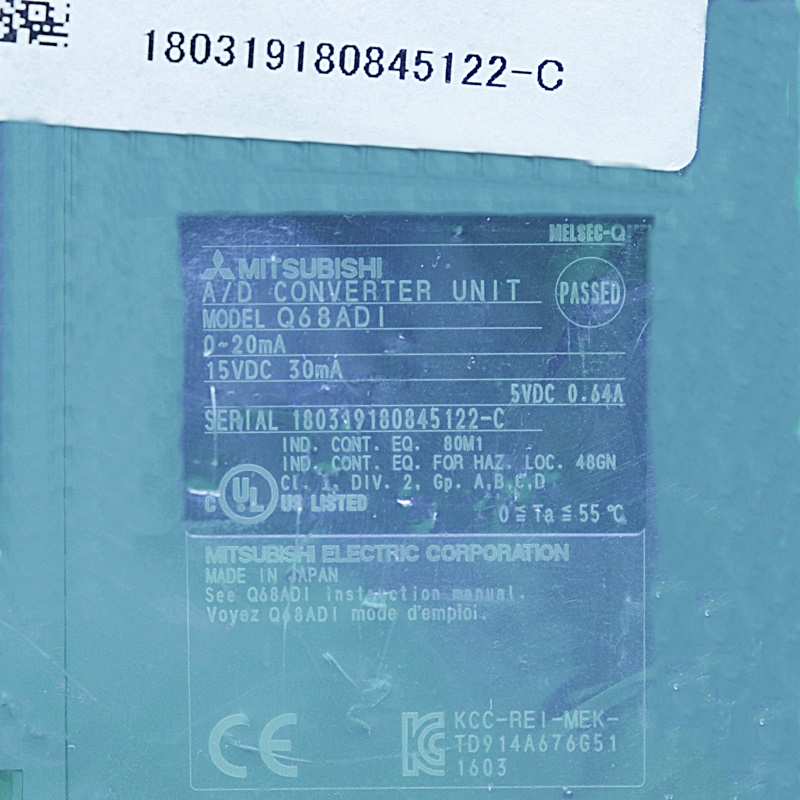 180319180845122-C
MELSEC-Q
MITSUBISHI
A/D CONVERTER UNIT
PASSED
MODEL Q68ADI
0~20mA
15VDC 30mA
5VDC 0.64A
SERIAL 180319180845122-C
IND. CONT. EQ. 80M1
IND. CONT. EQ. FOR HAZ. LOC. 48GN
CI. 1, DIV. 2, Gp. A,B,C,D
C UL US LISTED
0≦Ta≦55℃
MITSUBISHI ELECTRIC CORPORATION
MADE IN JAPAN
See Q68ADI instruction manual.
Voyez Q68ADI mode d'emploi.
CE
KCC-REI-MEK-
TD914A676G51
1603